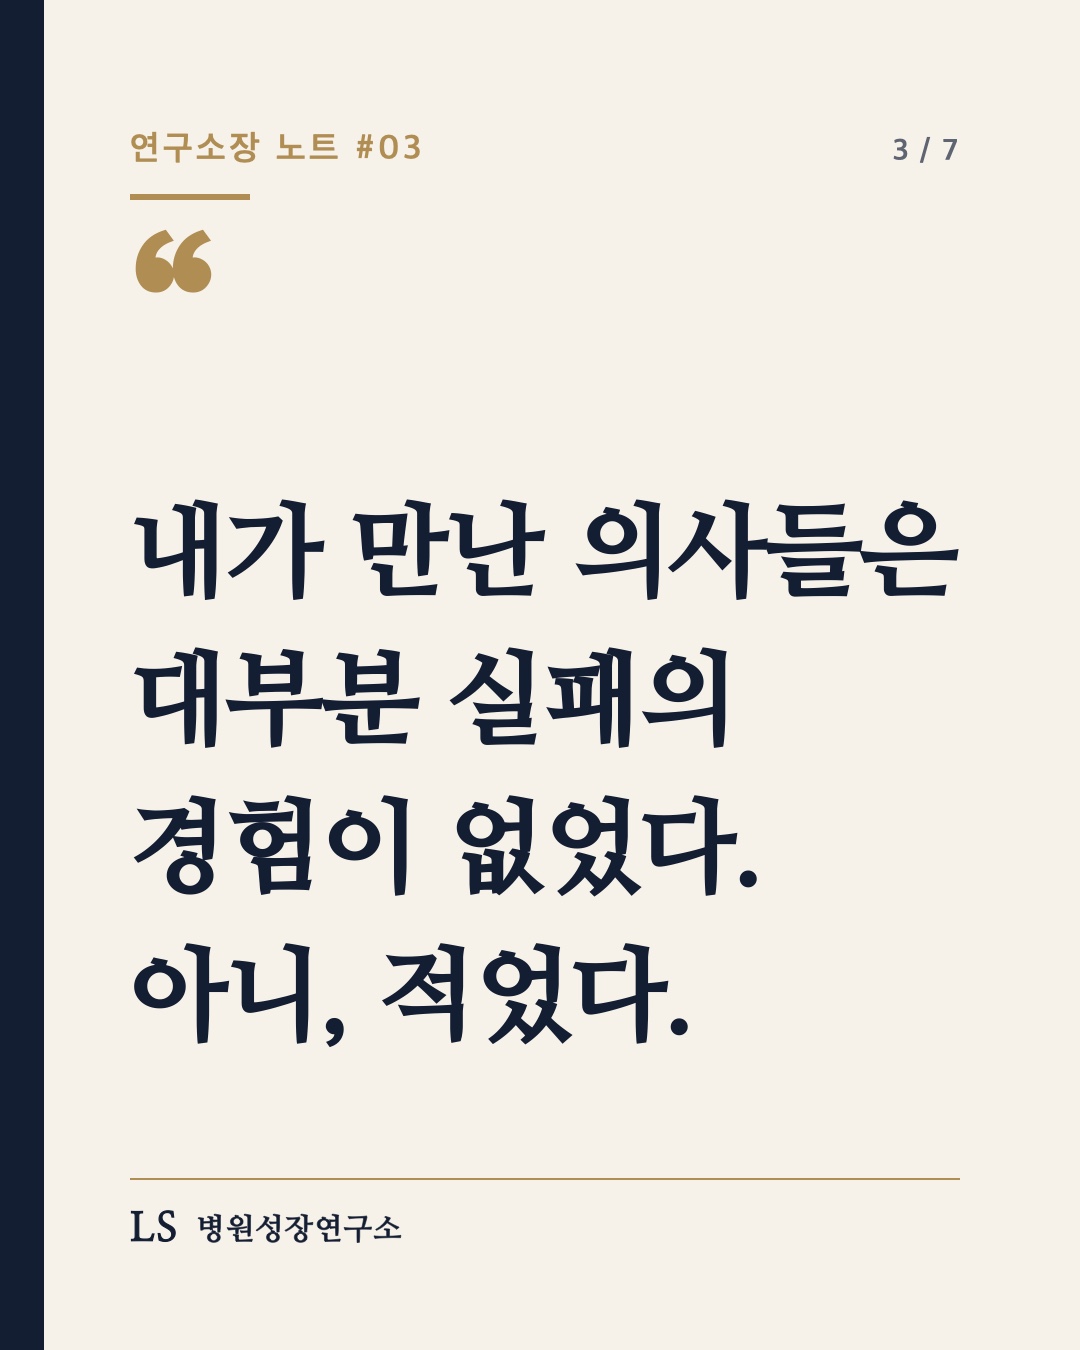 연구소장 노트 #03
3 / 7
“
내가 만난 의사들은
대부분 실패의
경험이 없었다.
아니, 적었다.
LS 병원성장연구소